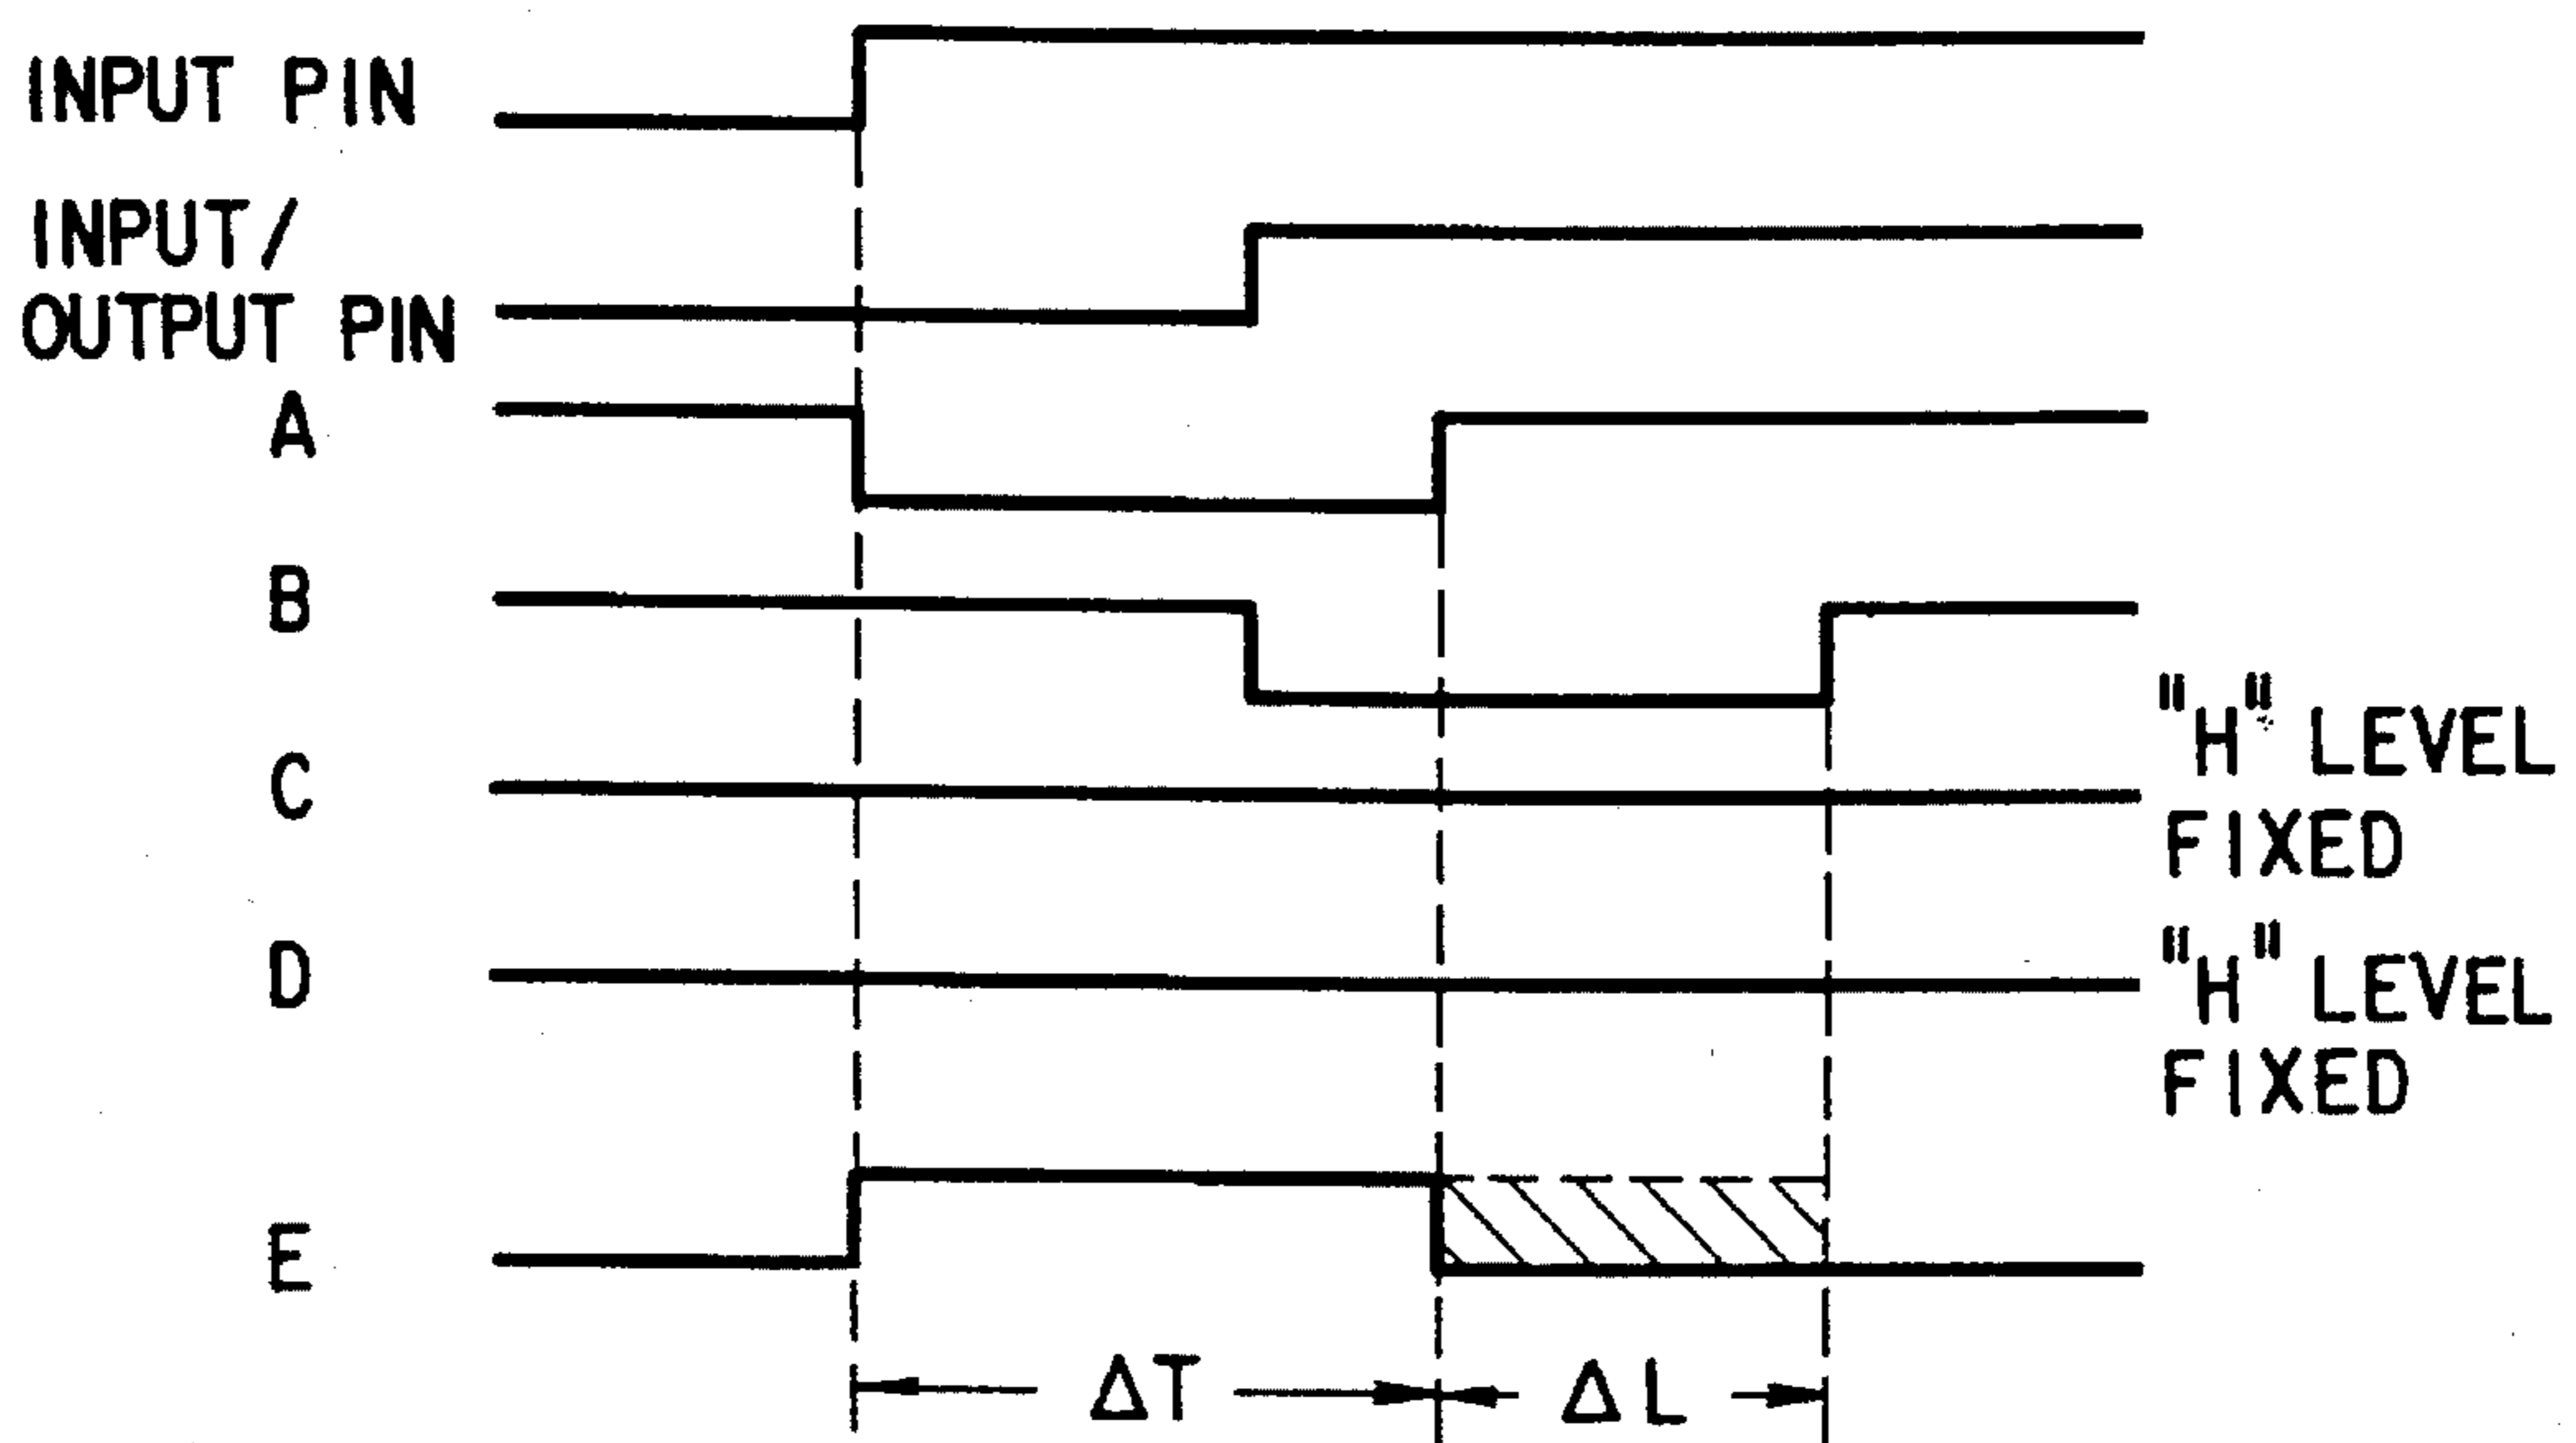 INPUT PIN
INPUT/
OUTPUT PIN
A
B
"H" LEVEL
FIXED
C
D
"H" LEVEL
FIXED
E
ΔT
ΔL